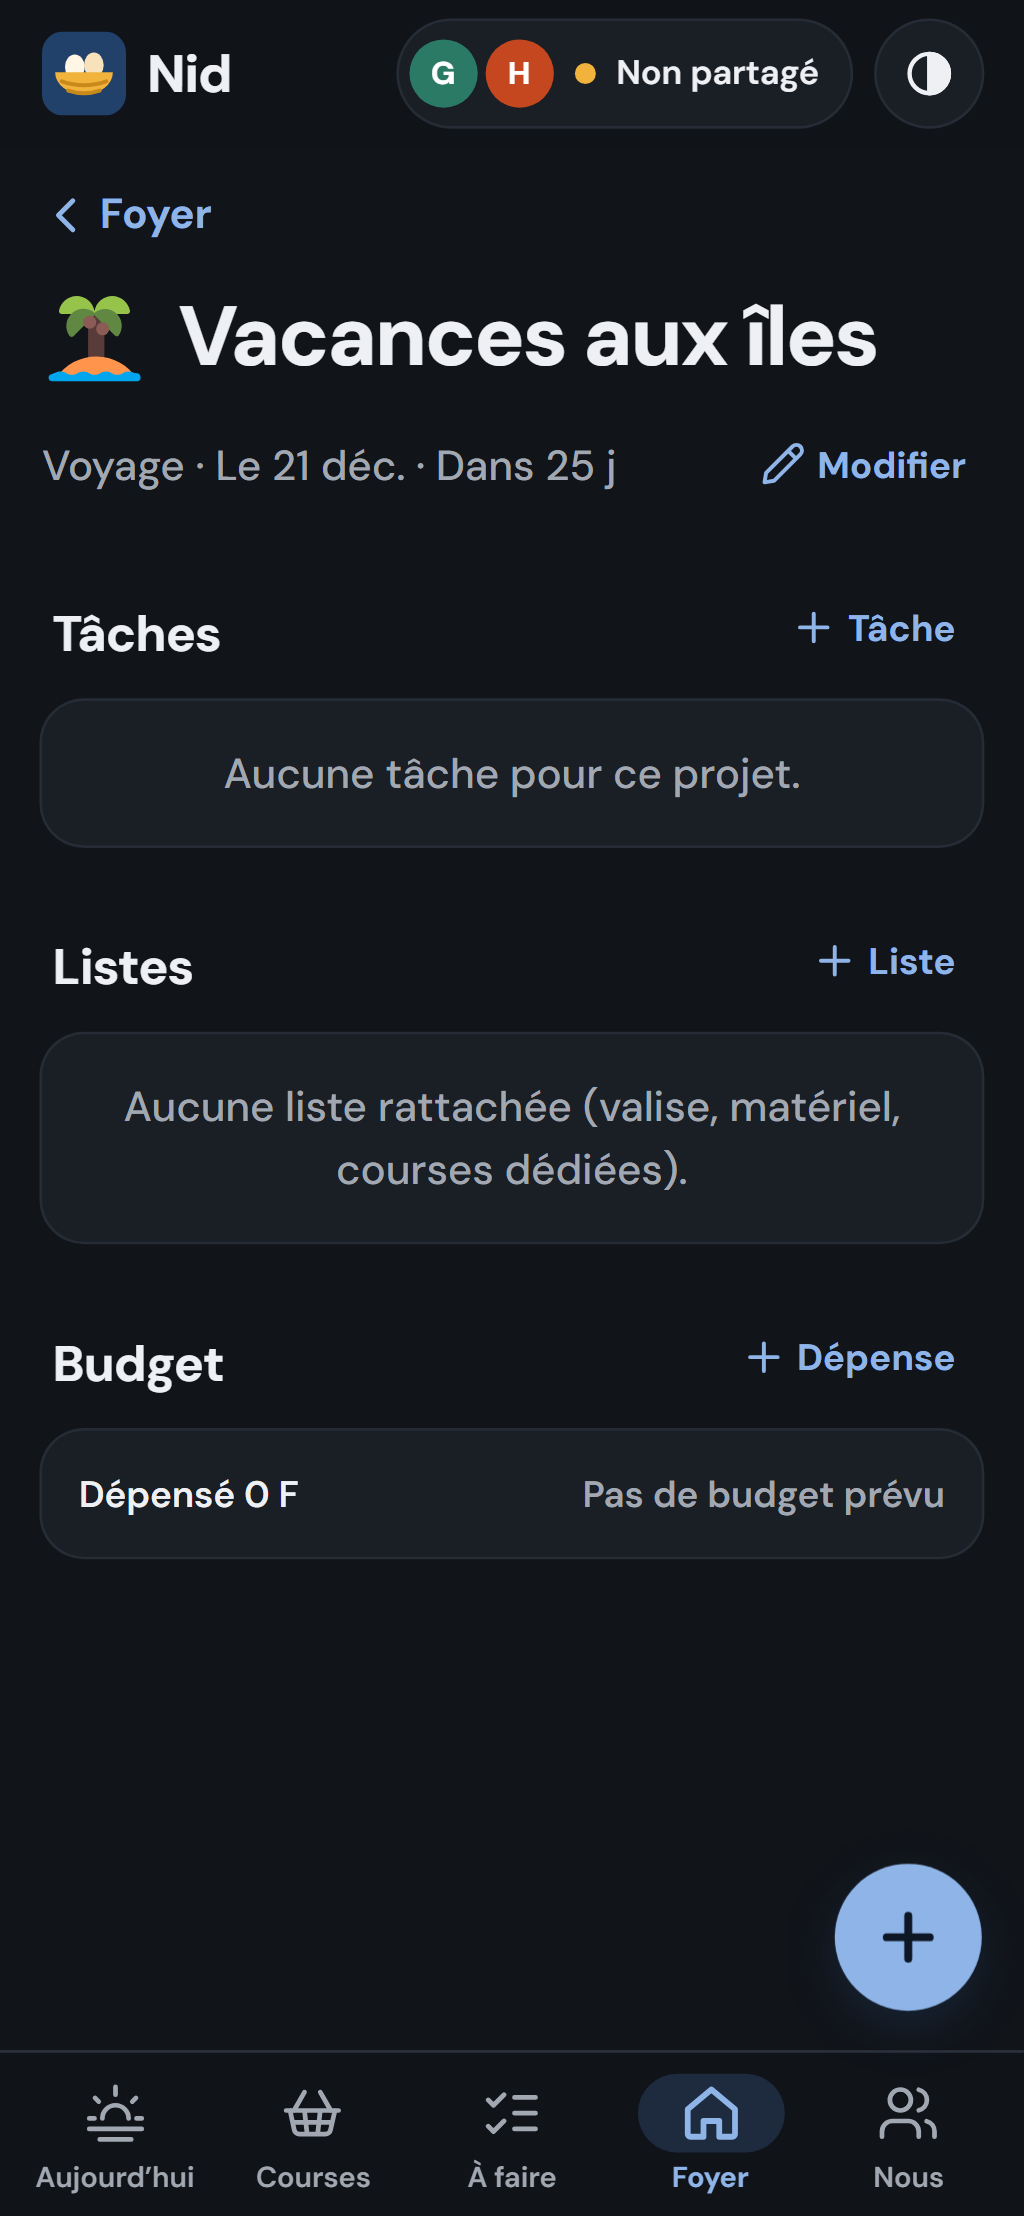 Nid
G H Non partagé
Foyer
Vacances aux îles
Voyage · Le 21 déc. · Dans 25 j
Modifier
Tâches
Tâche
Aucune tâche pour ce projet.
Listes
Liste
Aucune liste rattachée (valise, matériel,
courses dédiées).
Budget
Dépense
Dépensé 0 F
Pas de budget prévu
Aujourd’hui
Courses
À faire
Foyer
Nous